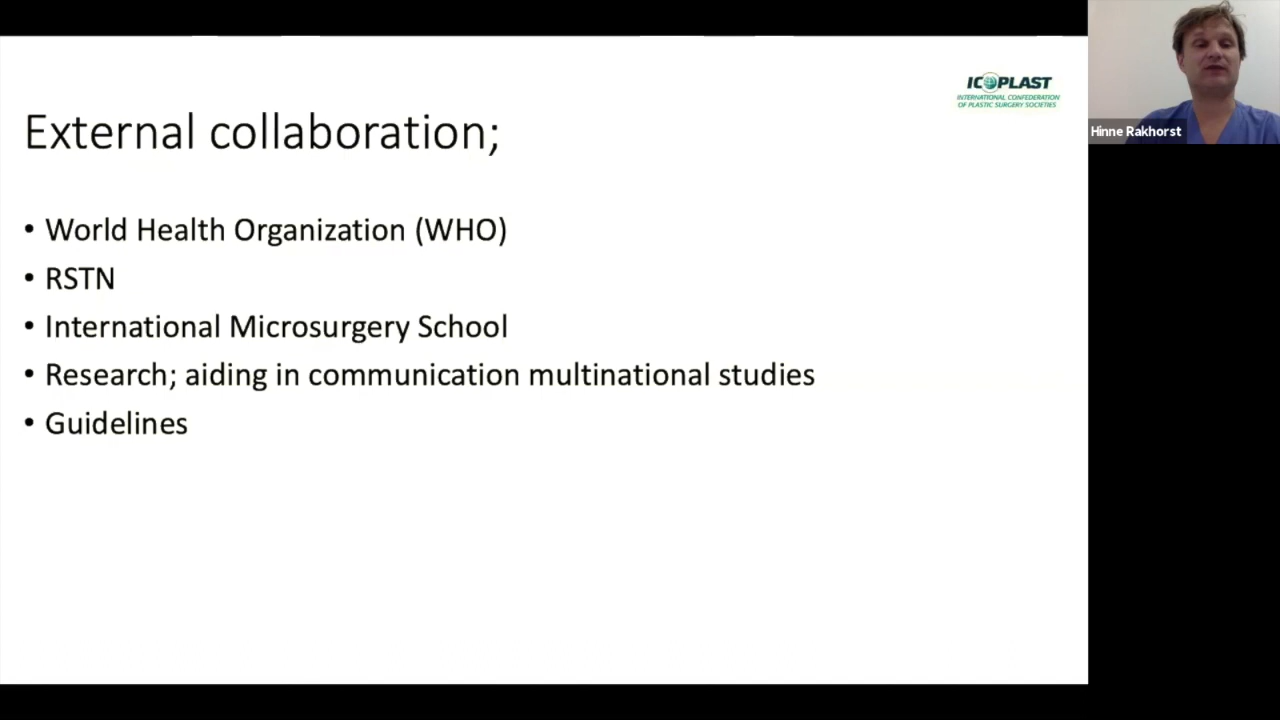 ICOPLAST
INTERNATIONAL CONFEDERATION
OF PLASTIC SURGERY SOCIETIES
Hinne Rakhorst
External collaboration;
• World Health Organization (WHO)
• RSTN
• International Microsurgery School
• Research; aiding in communication multinational studies
• Guidelines